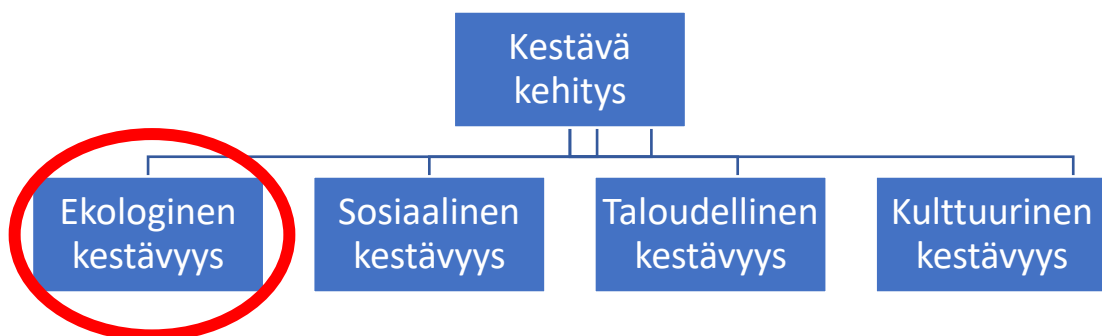 Kestävä
kehitys
Ekologinen
kestävyys
Sosiaalinen
kestävyys
Taloudellinen
kestävyys
Kulttuurinen
kestävyys